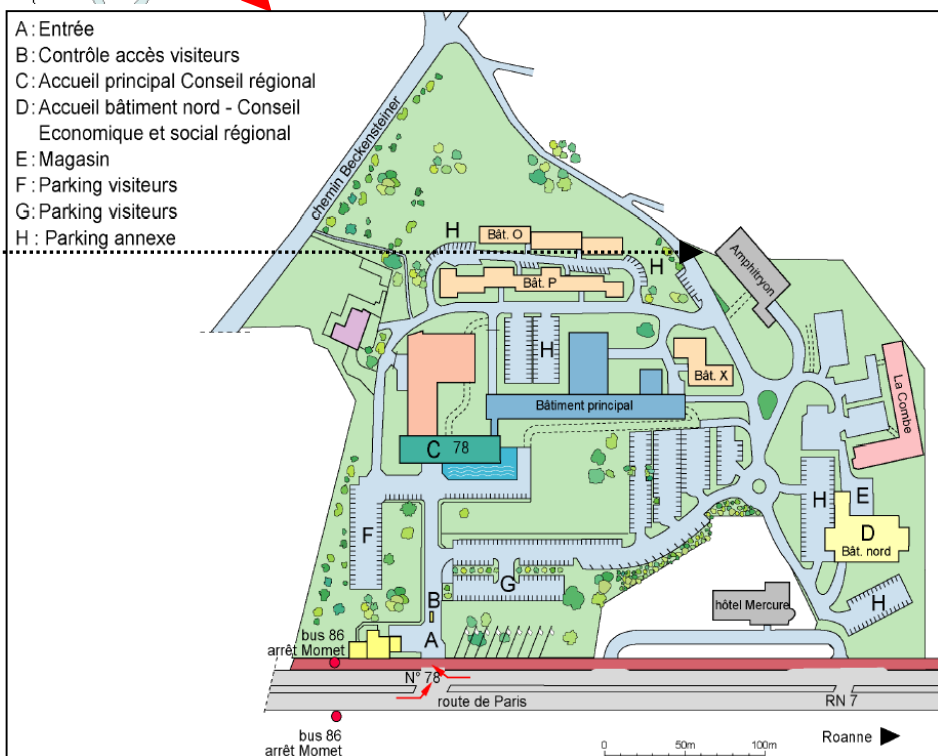 A: Entrée
B: Contrôle accès visiteurs
C: Accueil principal Conseil régional
D: Accueil bâtiment nord - Conseil
Economique et social régional
E: Magasin
F: Parking visiteurs
G: Parking visiteurs
H : Parking annexe
chemin Beckensteiner
H
Bât. O
H
Bât. P
Amphitryon
H
Bât. X
La Combe
Bâtiment principal
C 78
F
H
E
D
Bât. nord
G
H
B
hôtel Mercure
A
bus 86
arrêt Momet
N° 78
route de Paris
RN 7
bus 86
arrêt Momet
Roanne
0 50m 100m